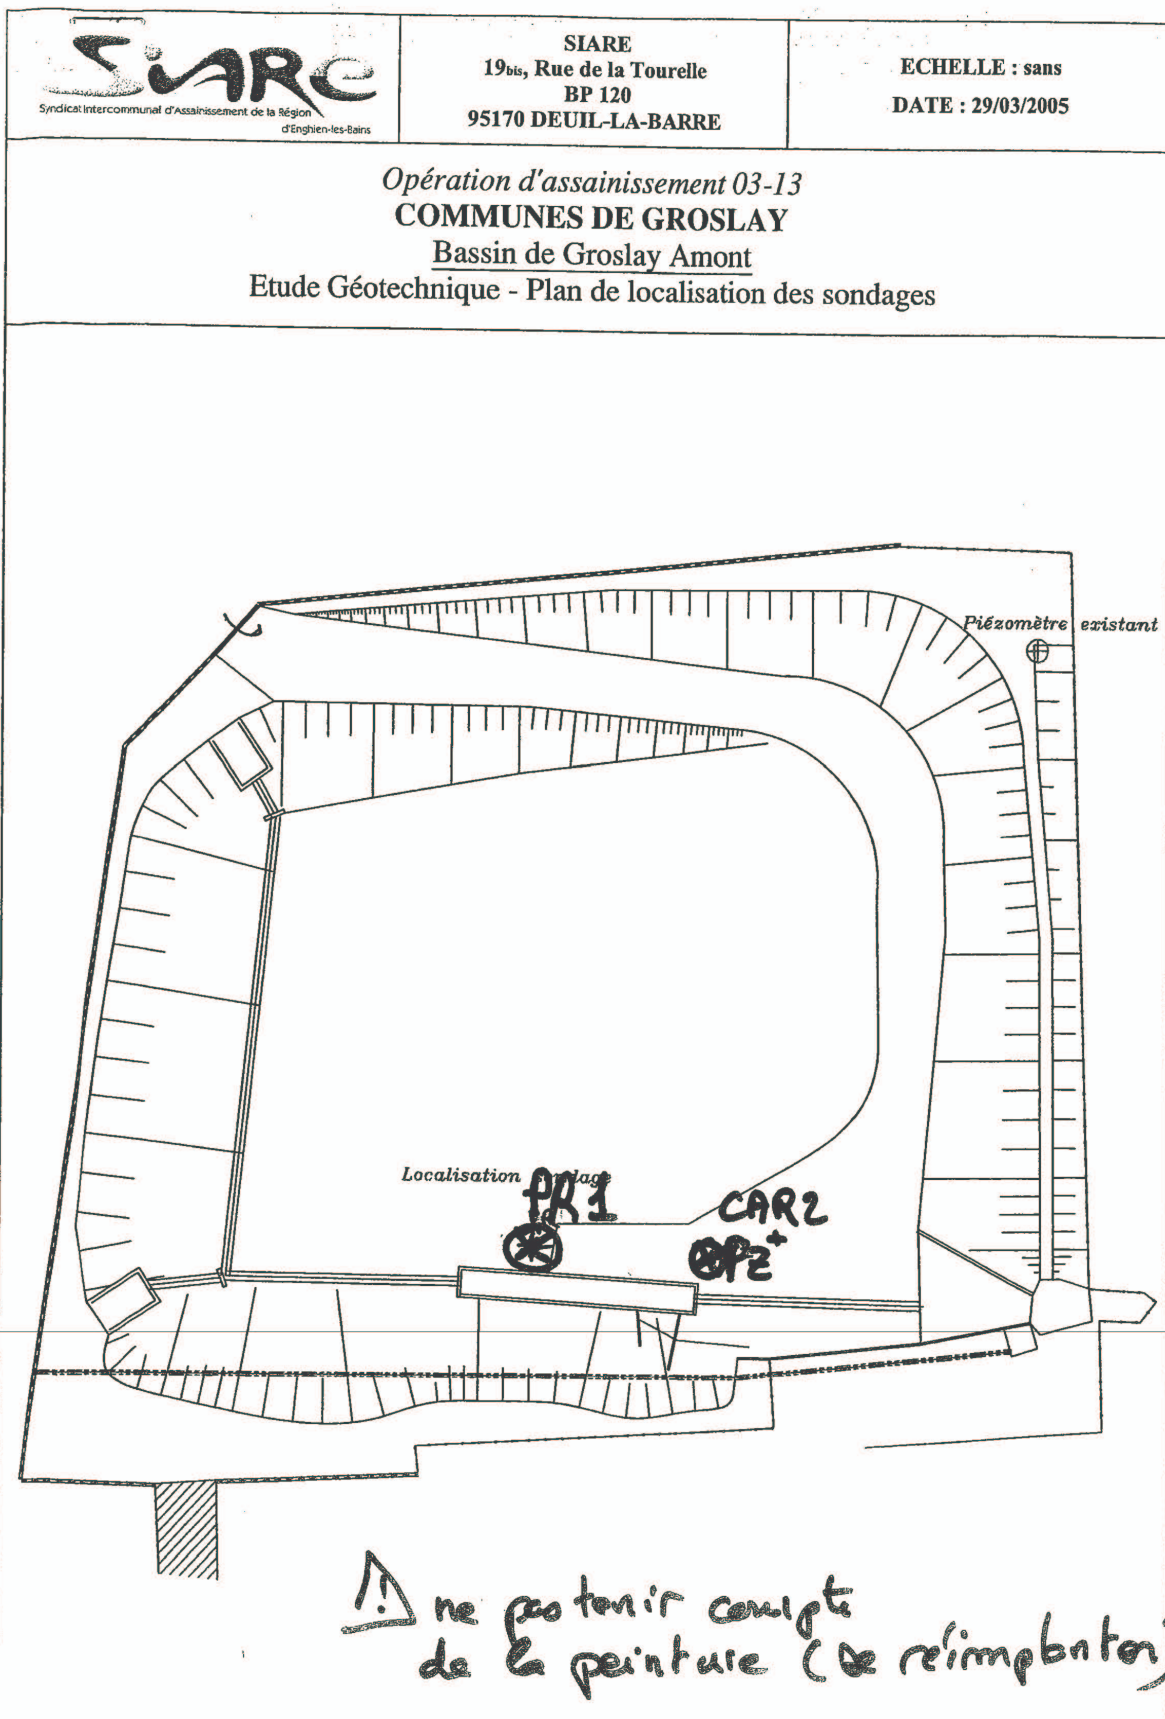 SIARE
Syndicat Intercommunal d'Assainissement de la Région
d'Enghien-les-Bains
SIARE
19bis, Rue de la Tourelle
BP 120
95170 DEUIL-LA-BARRE
ECHELLE : sans
DATE : 29/03/2005
Opération d'assainissement 03-13
COMMUNES DE GROSLAY
Bassin de Groslay Amont
Etude Géotechnique - Plan de localisation des sondages
Piézomètre existant
Localisation sondage
PR1
CAR2
Pz+
ne pas tenir compte
de la peinture (se réimplanter)